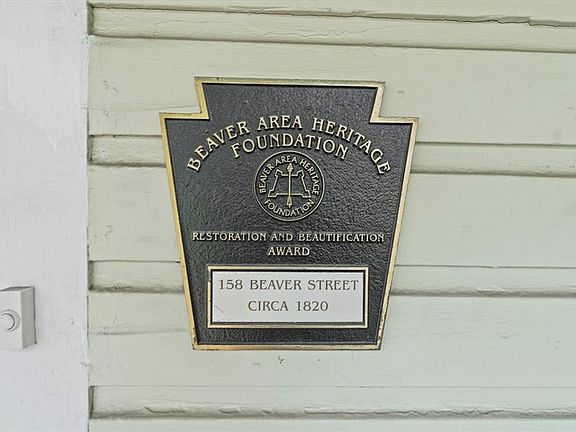 BEAVER AREA HERITAGE
FOUNDATION
BEAVER AREA HERITAGE
FOUNDATION
RESTORATION AND BEAUTIFICATION
AWARD
158 BEAVER STREET
CIRCA 1820